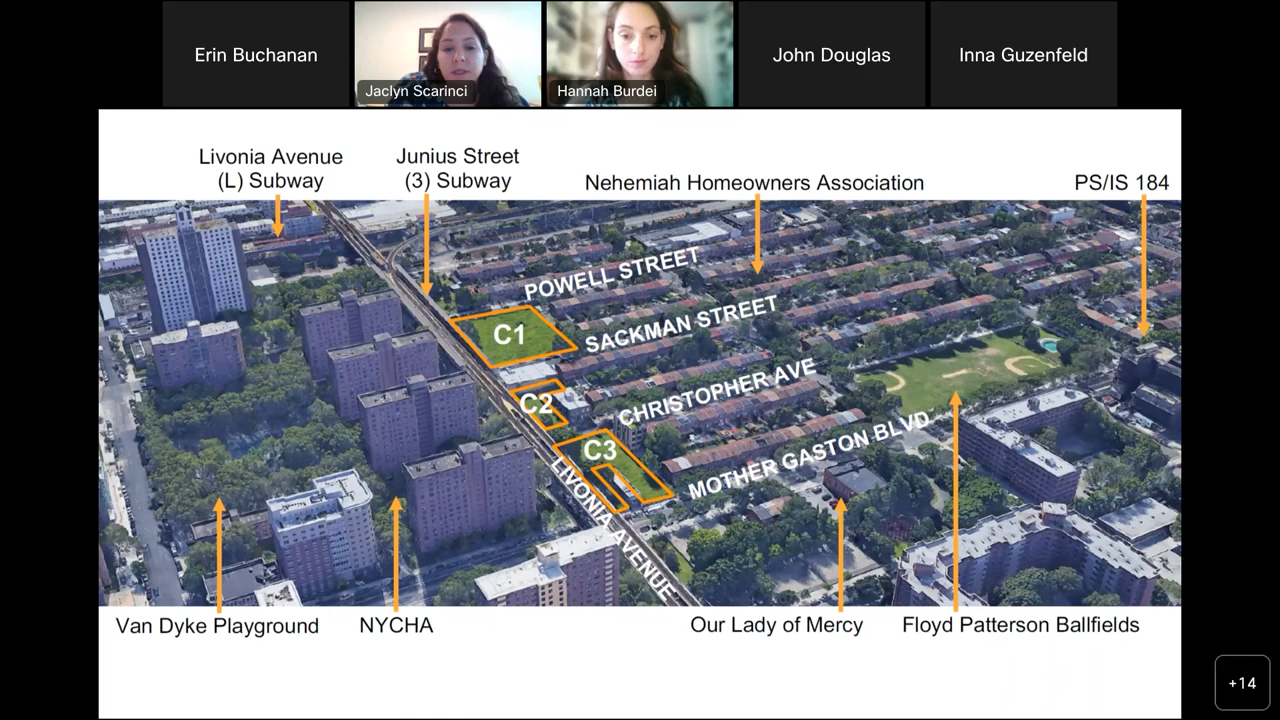 Erin Buchanan
Jaclyn Scarinci
Hannah Burdei
John Douglas
Inna Guzenfeld
Livonia Avenue
(L) Subway
Junius Street
(3) Subway
Nehemiah Homeowners Association
PS/IS 184
POWELL STREET
C1
SACKMAN STREET
C2
CHRISTOPHER AVE
C3
MOTHER GASTON BLVD
LIVONIA AVENUE
Van Dyke Playground
NYCHA
Our Lady of Mercy
Floyd Patterson Ballfields
+14